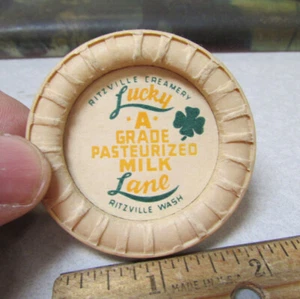 RITZVILLE CREAMERY
Lucky
· A ·
GRADE
PASTEURIZED
MILK
Lane
RITZVILLE WASH
1
2
MADE IN U.S.A.